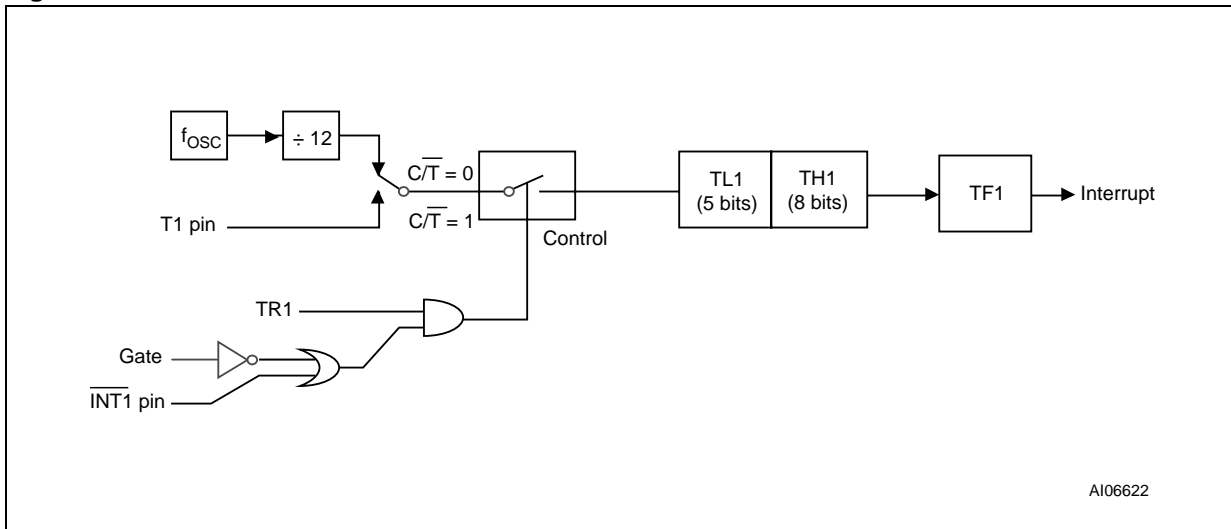 fOSC
÷ 12
C/T̅ = 0
T1 pin
C/T̅ = 1
Control
TL1
(5 bits)
TH1
(8 bits)
TF1
Interrupt
TR1
Gate
I̅N̅T̅1̅ pin
AI06622